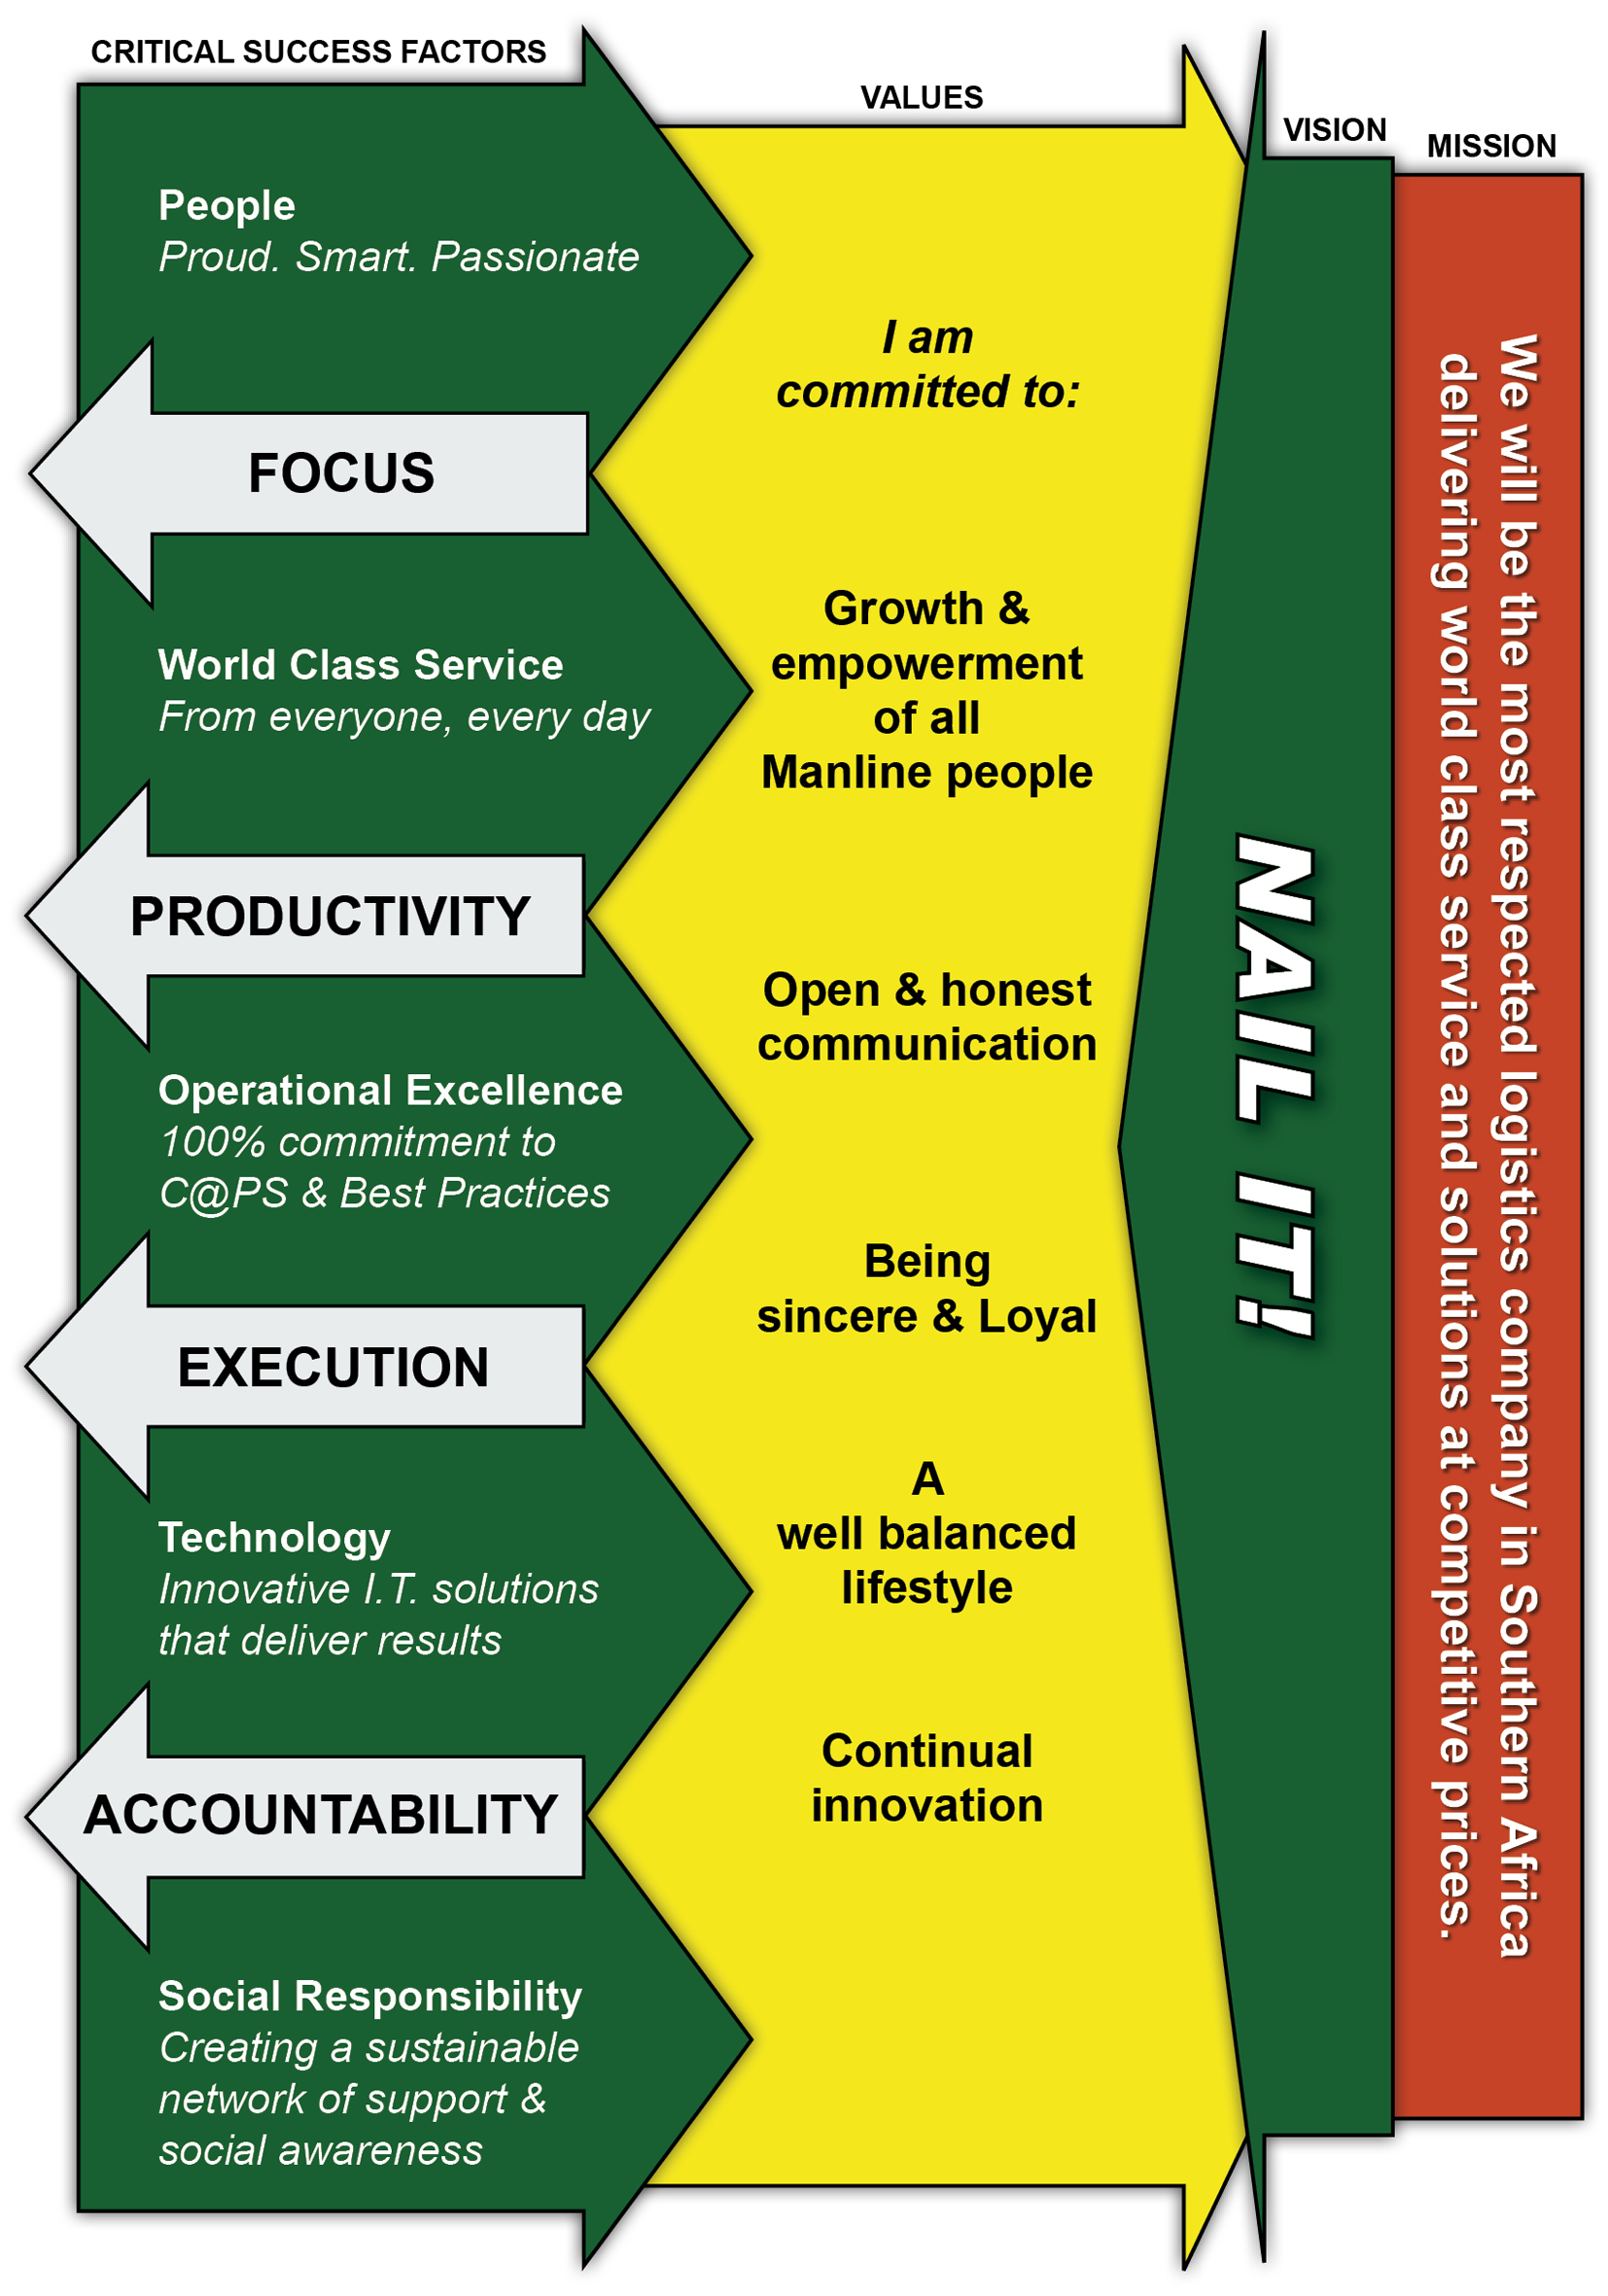 CRITICAL SUCCESS FACTORS
People
Proud. Smart. Passionate
FOCUS
World Class Service
From everyone, every day
PRODUCTIVITY
Operational Excellence
100% commitment to
C@PS & Best Practices
EXECUTION
Technology
Innovative I.T. solutions
that deliver results
ACCOUNTABILITY
Social Responsibility
Creating a sustainable
network of support &
social awareness
VALUES
I am
committed to:
Growth &
empowerment
of all
Manline people
Open & honest
communication
Being
sincere & Loyal
A
well balanced
lifestyle
Continual
innovation
VISION
NAIL IT!
MISSION
We will be the most respected logistics company in Southern Africa
delivering world class service and solutions at competitive prices.